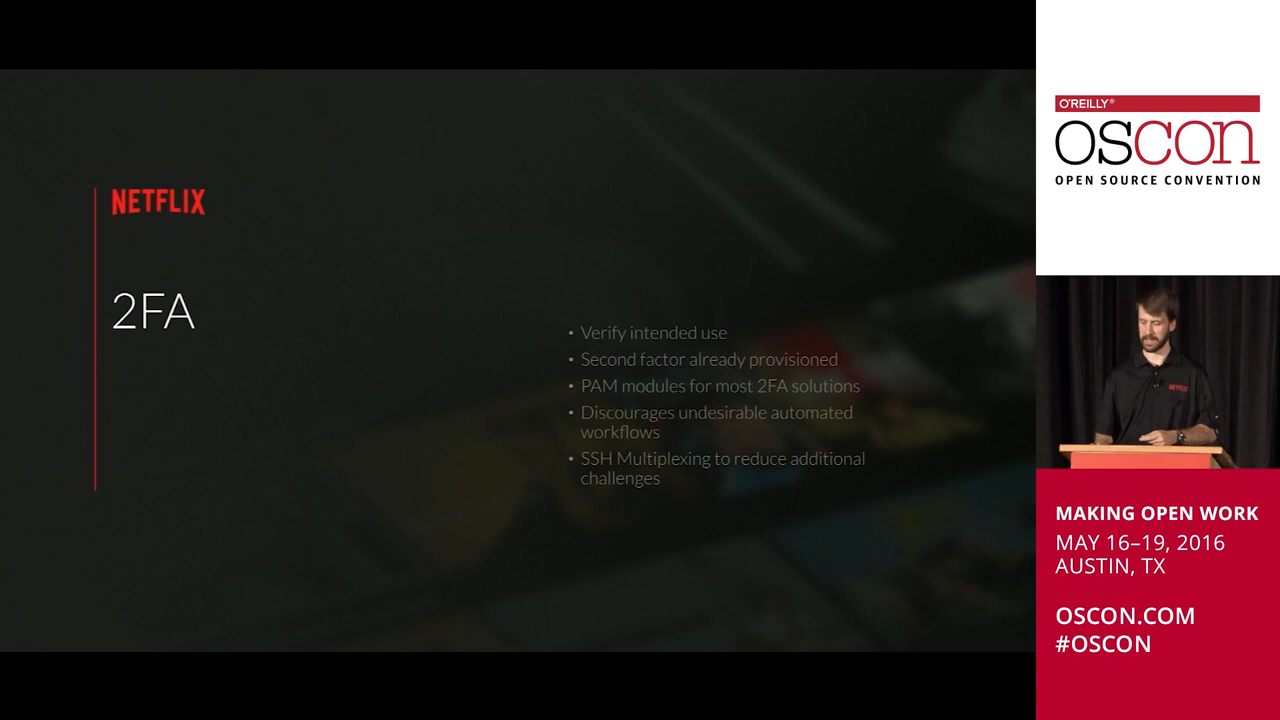 NETFLIX
2FA
• Verify intended use
• Second factor already provisioned
• PAM modules for most 2FA solutions
• Discourages undesirable automated
workflows
• SSH Multiplexing to reduce additional
challenges
O'REILLY®
OSCON
OPEN SOURCE CONVENTION
NETFLIX
MAKING OPEN WORK
MAY 16–19, 2016
AUSTIN, TX
OSCON.COM
#OSCON